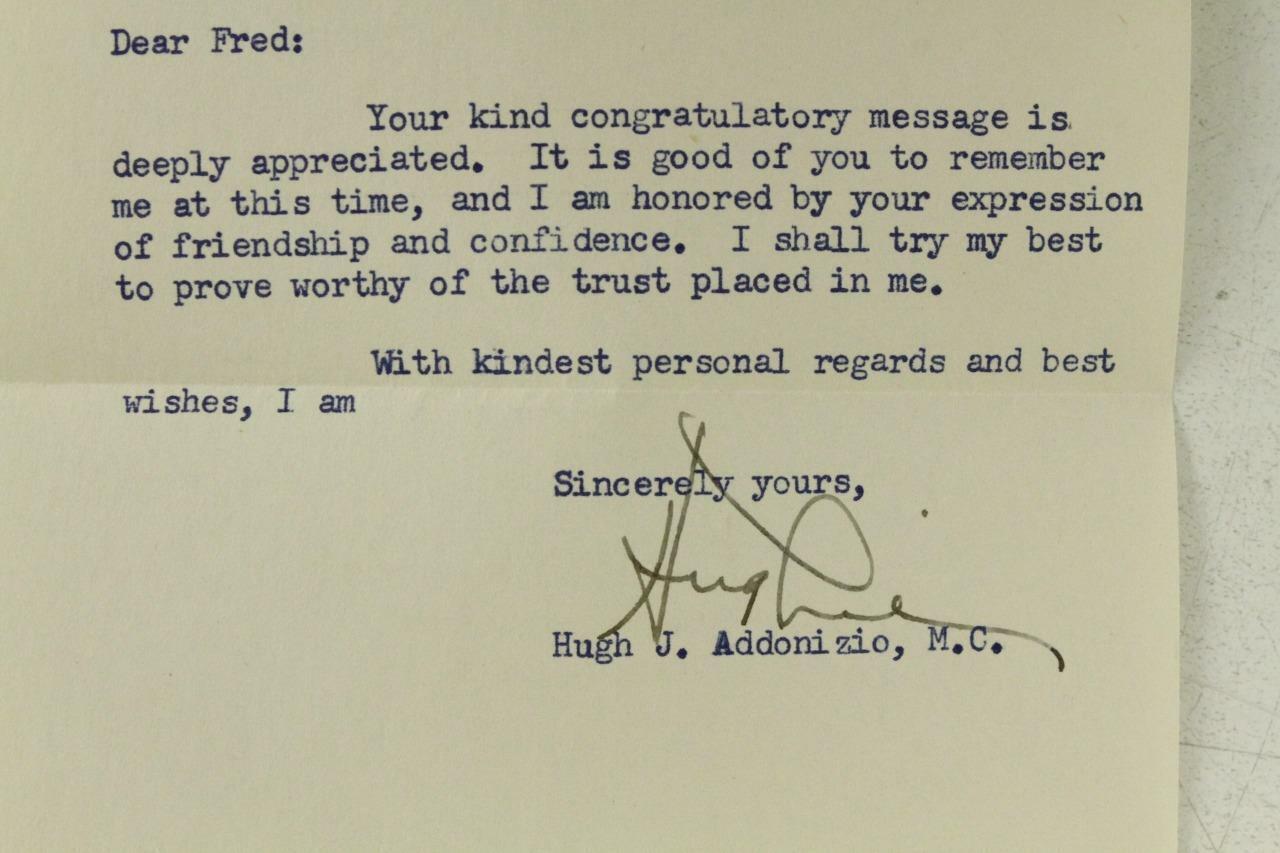 Dear Fred:
Your kind congratulatory message is
deeply appreciated. It is good of you to remember
me at this time, and I am honored by your expression
of friendship and confidence. I shall try my best
to prove worthy of the trust placed in me.
With kindest personal regards and best
wishes, I am
Sincerely yours,
Hughie
Hugh J. Addonizio, M.C.